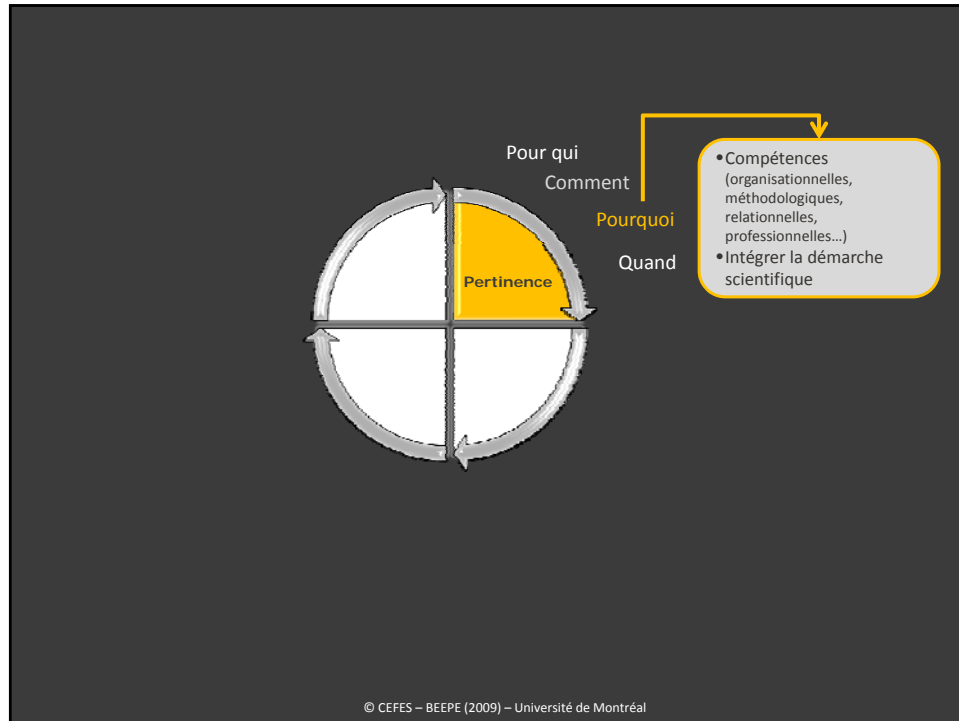 Pour qui
Comment
Pourquoi
Quand
Pertinence
•Compétences
(organisationnelles,
méthodologiques,
relationnelles,
professionnelles…)
•Intégrer la démarche
scientifique
© CEFES – BEEPE (2009) – Université de Montréal